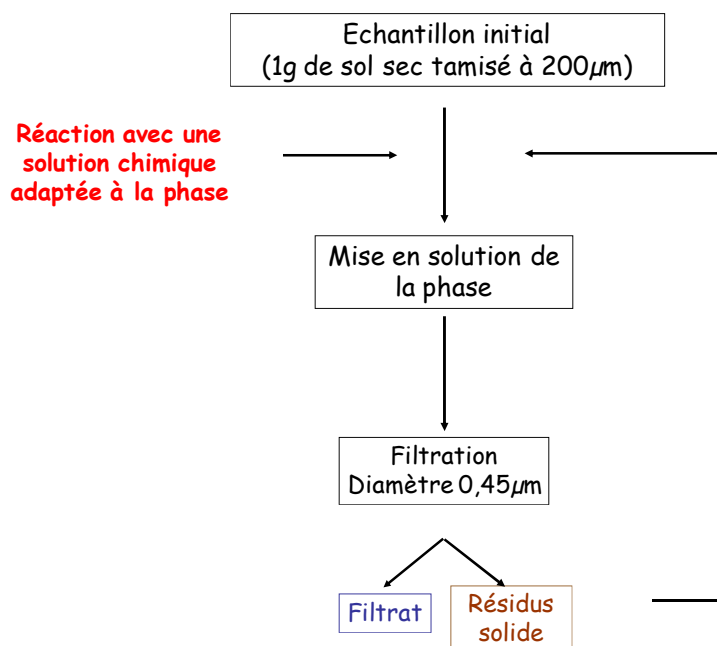 Echantillon initial
(1g de sol sec tamisé à 200µm)
Réaction avec une
solution chimique
adaptée à la phase
Mise en solution de
la phase
Filtration
Diamètre 0,45µm
Filtrat
Résidus
solide